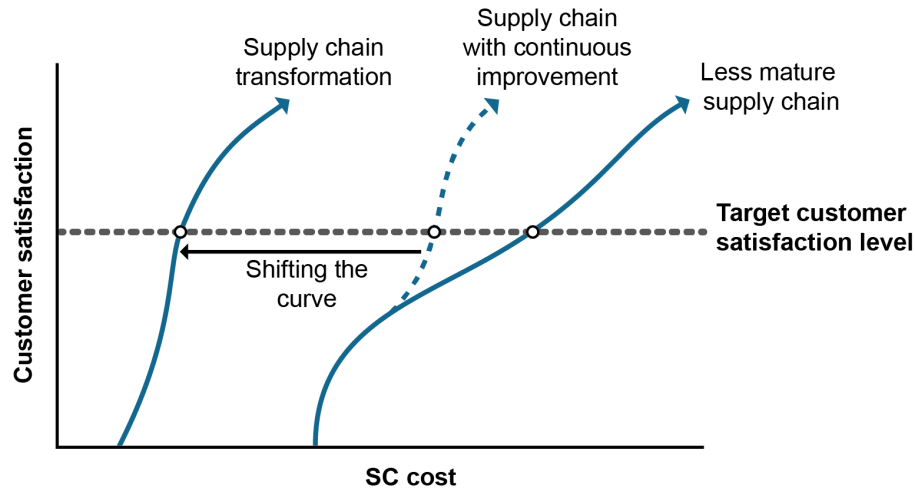 Supply chain
transformation
Supply chain
with continuous
improvement
Less mature
supply chain
Target customer
satisfaction level
Shifting the
curve
Customer satisfaction
SC cost